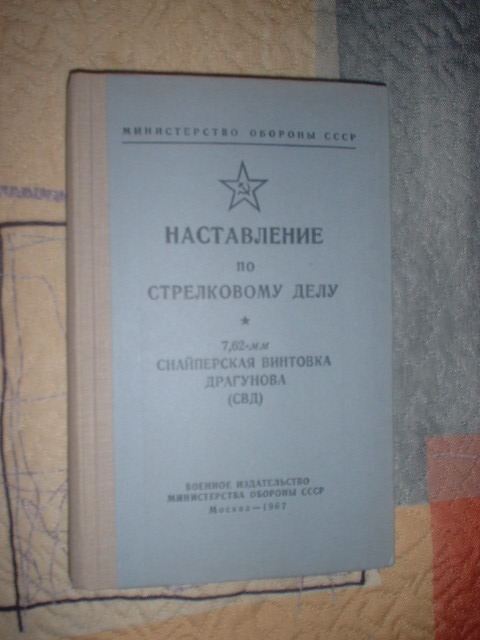 МИНИСТЕРСТВО ОБОРОНЫ СССР
НАСТАВЛЕНИЕ
ПО
СТРЕЛКОВОМУ ДЕЛУ
7,62-мм
СНАЙПЕРСКАЯ ВИНТОВКА
ДРАГУНОВА
(СВД)
ВОЕННОЕ ИЗДАТЕЛЬСТВО
МИНИСТЕРСТВА ОБОРОНЫ СССР
Москва—1967